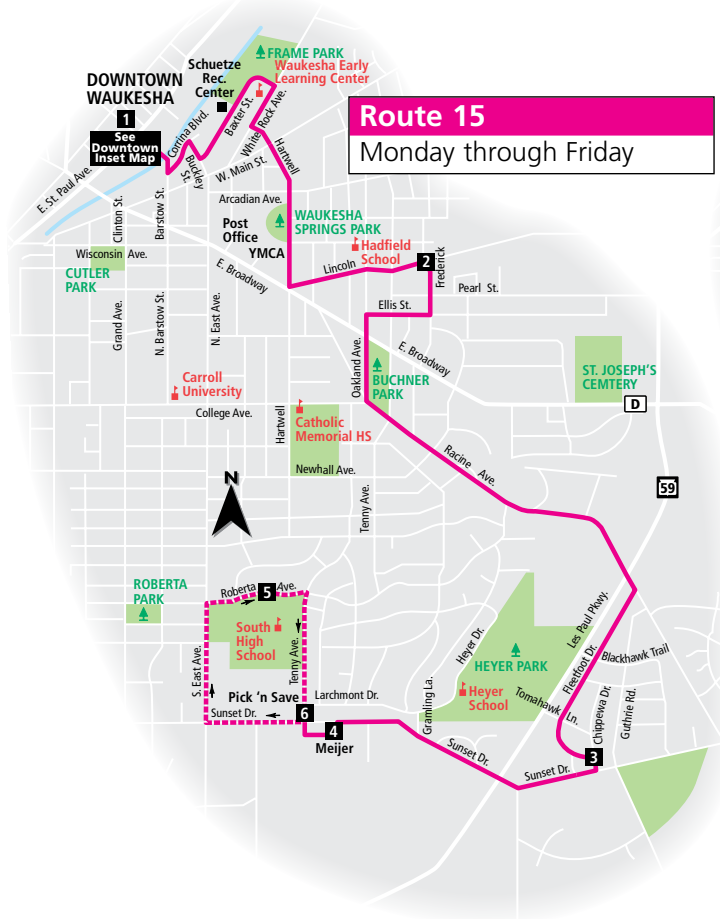 FRAME PARK
Waukesha Early
Learning Center
Schuetze
Rec.
Center
DOWNTOWN
WAUKESHA
1
See
Downtown
Inset Map
Route 15
Monday through Friday
Corrina Blvd.
Baxter St.
White Rock Ave.
Buckley
St.
W. Main St.
Hartwell
E. St. Paul Ave.
Arcadian Ave.
Clinton St.
Barstow St.
Post
Office
YMCA
WAUKESHA
SPRINGS PARK
Hadfield
School
Wisconsin Ave.
CUTLER
PARK
E. Broadway
Lincoln
2
Frederick
Pearl St.
Ellis St.
Grand Ave.
N. Barstow St.
N. East Ave.
Oakland Ave.
E. Broadway
BUCHNER
PARK
ST. JOSEPH'S
CEMTERY
D
Carroll
University
College Ave.
Hartwell
Catholic
Memorial HS
Racine Ave.
Newhall Ave.
N
Tenny Ave.
59
ROBERTA
PARK
Roberta Ave.
5
South
High
School
Tenny Ave.
S. East Ave.
Heyer Dr.
HEYER PARK
Les Paul Pkwy.
Fleetfoot Dr.
Blackhawk Trail
Heyer
School
Tomahawk Ln.
Chippewa Dr.
Guthrie Rd.
Gramling La.
Pick 'n Save
Larchmont Dr.
Sunset Dr.
6
4
Meijer
Sunset Dr.
Sunset Dr.
3